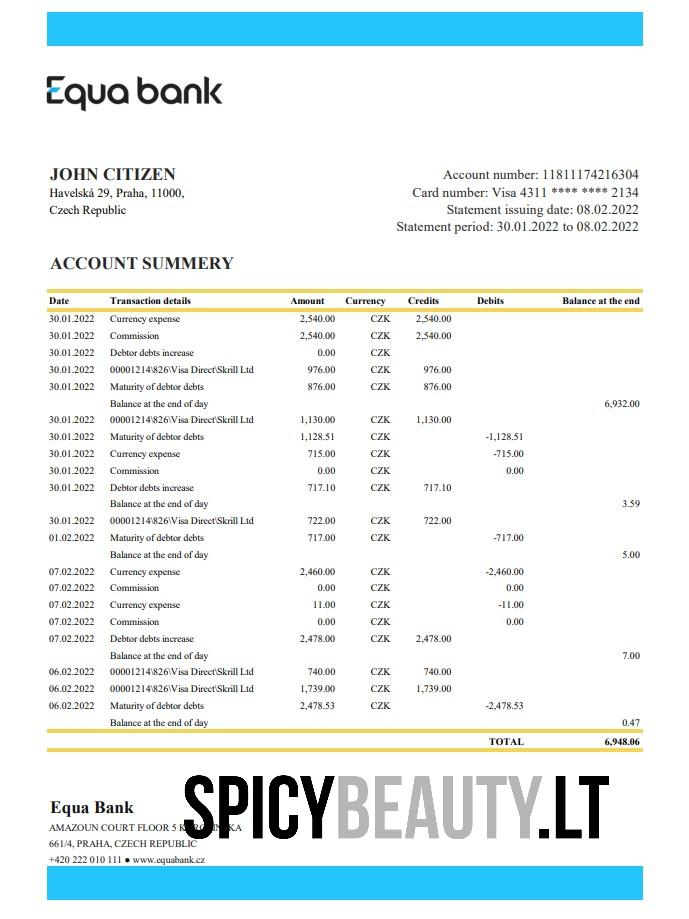 Equa bank
JOHN CITIZEN
Havelská 29, Praha, 11000,
Czech Republic
Account number: 11811174216304
Card number: Visa 4311 **** **** 2134
Statement issuing date: 08.02.2022
Statement period: 30.01.2022 to 08.02.2022
ACCOUNT SUMMERY
Date Transaction details Amount Currency Credits Debits Balance at the end
30.01.2022 Currency expense 2,540.00 CZK 2,540.00
30.01.2022 Commission 2,540.00 CZK 2,540.00
30.01.2022 Debtor debts increase 0.00 CZK
30.01.2022 00001214\826\Visa Direct\Skrill Ltd 976.00 CZK 976.00
30.01.2022 Maturity of debtor debts 876.00 CZK 876.00
Balance at the end of day 6,932.00
30.01.2022 00001214\826\Visa Direct\Skrill Ltd 1,130.00 CZK 1,130.00
30.01.2022 Maturity of debtor debts 1,128.51 CZK -1,128.51
30.01.2022 Currency expense 715.00 CZK -715.00
30.01.2022 Commission 0.00 CZK 0.00
30.01.2022 Debtor debts increase 717.10 CZK 717.10
Balance at the end of day 3.59
30.01.2022 00001214\826\Visa Direct\Skrill Ltd 722.00 CZK 722.00
01.02.2022 Maturity of debtor debts 717.00 CZK -717.00
Balance at the end of day 5.00
07.02.2022 Currency expense 2,460.00 CZK -2,460.00
07.02.2022 Commission 0.00 CZK 0.00
07.02.2022 Currency expense 11.00 CZK -11.00
07.02.2022 Commission 0.00 CZK 0.00
07.02.2022 Debtor debts increase 2,478.00 CZK 2,478.00
Balance at the end of day 7.00
06.02.2022 00001214\826\Visa Direct\Skrill Ltd 740.00 CZK 740.00
06.02.2022 00001214\826\Visa Direct\Skrill Ltd 1,739.00 CZK 1,739.00
06.02.2022 Maturity of debtor debts 2,478.53 CZK -2,478.53
Balance at the end of day 0.47
TOTAL 6,948.06
Equa Bank
SPICYBEAUTY.LT
AMAZOUN COURT FLOOR 5
661/4, PRAHA, CZECH REPUBLIC
+420 222 010 111 ● www.equabank.cz